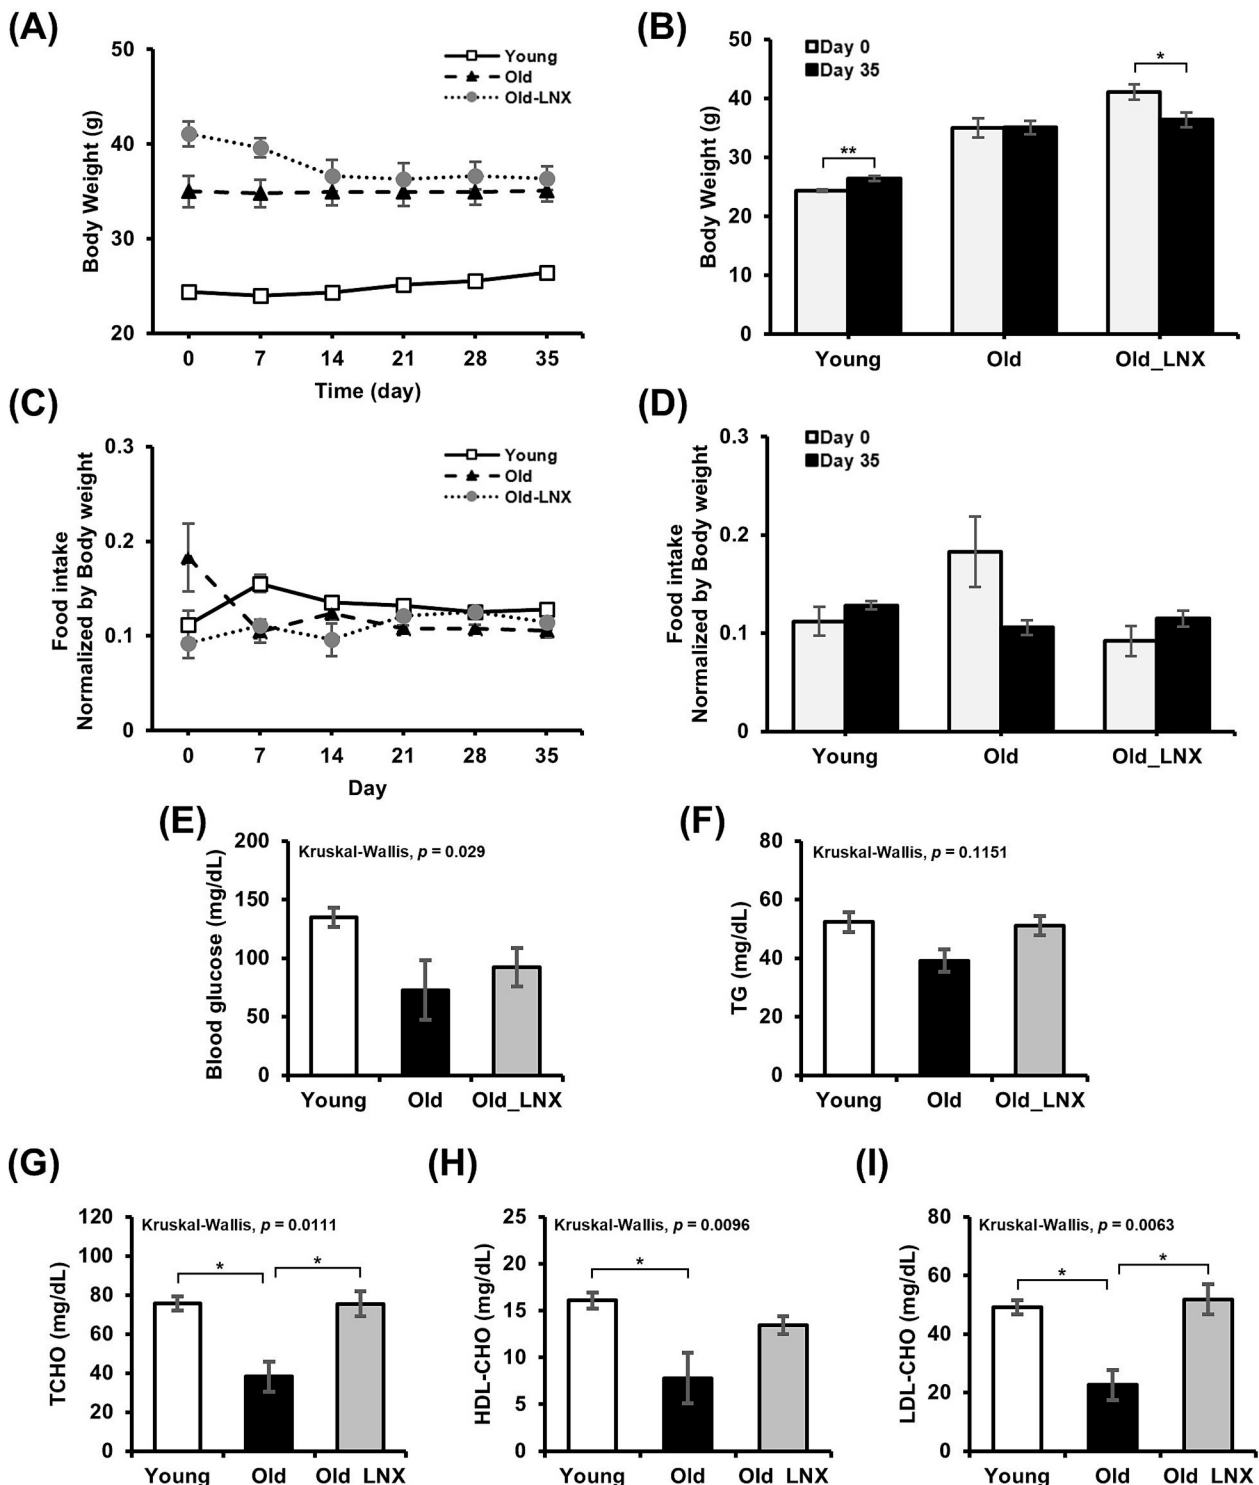 (A)
50
40
30
20
Body Weight (g)
Young
Old
Old-LNX
0 7 14 21 28 35
Time (day)
(B)
50
40
30
20
10
0
Body Weight (g)
Day 0
Day 35
**
*
Young Old Old_LNX
(C)
0.3
0.2
0.1
0
Food intake
Normalized by Body weight
Young
Old
Old-LNX
0 7 14 21 28 35
Day
(D)
0.3
0.2
0.1
0
Food intake
Normalized by Body weight
Day 0
Day 35
Young Old Old_LNX
(E)
200
150
100
50
0
Blood glucose (mg/dL)
Kruskal-Wallis, p = 0.029
Young Old Old_LNX
(F)
80
60
40
20
0
TG (mg/dL)
Kruskal-Wallis, p = 0.1151
Young Old Old_LNX
(G)
120
100
80
60
40
20
0
TCHO (mg/dL)
Kruskal-Wallis, p = 0.0111
* *
Young Old Old LNX
(H)
25
20
15
10
5
0
HDL-CHO (mg/dL)
Kruskal-Wallis, p = 0.0096
*
Young Old Old LNX
(I)
80
60
40
20
0
LDL-CHO (mg/dL)
Kruskal-Wallis, p = 0.0063
* *
Young Old Old LNX